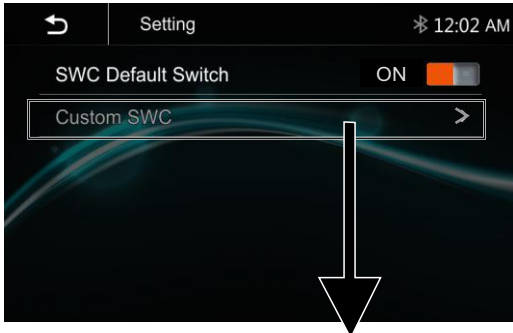 Setting
12:02 AM
SWC Default Switch
ON
Custom SWC